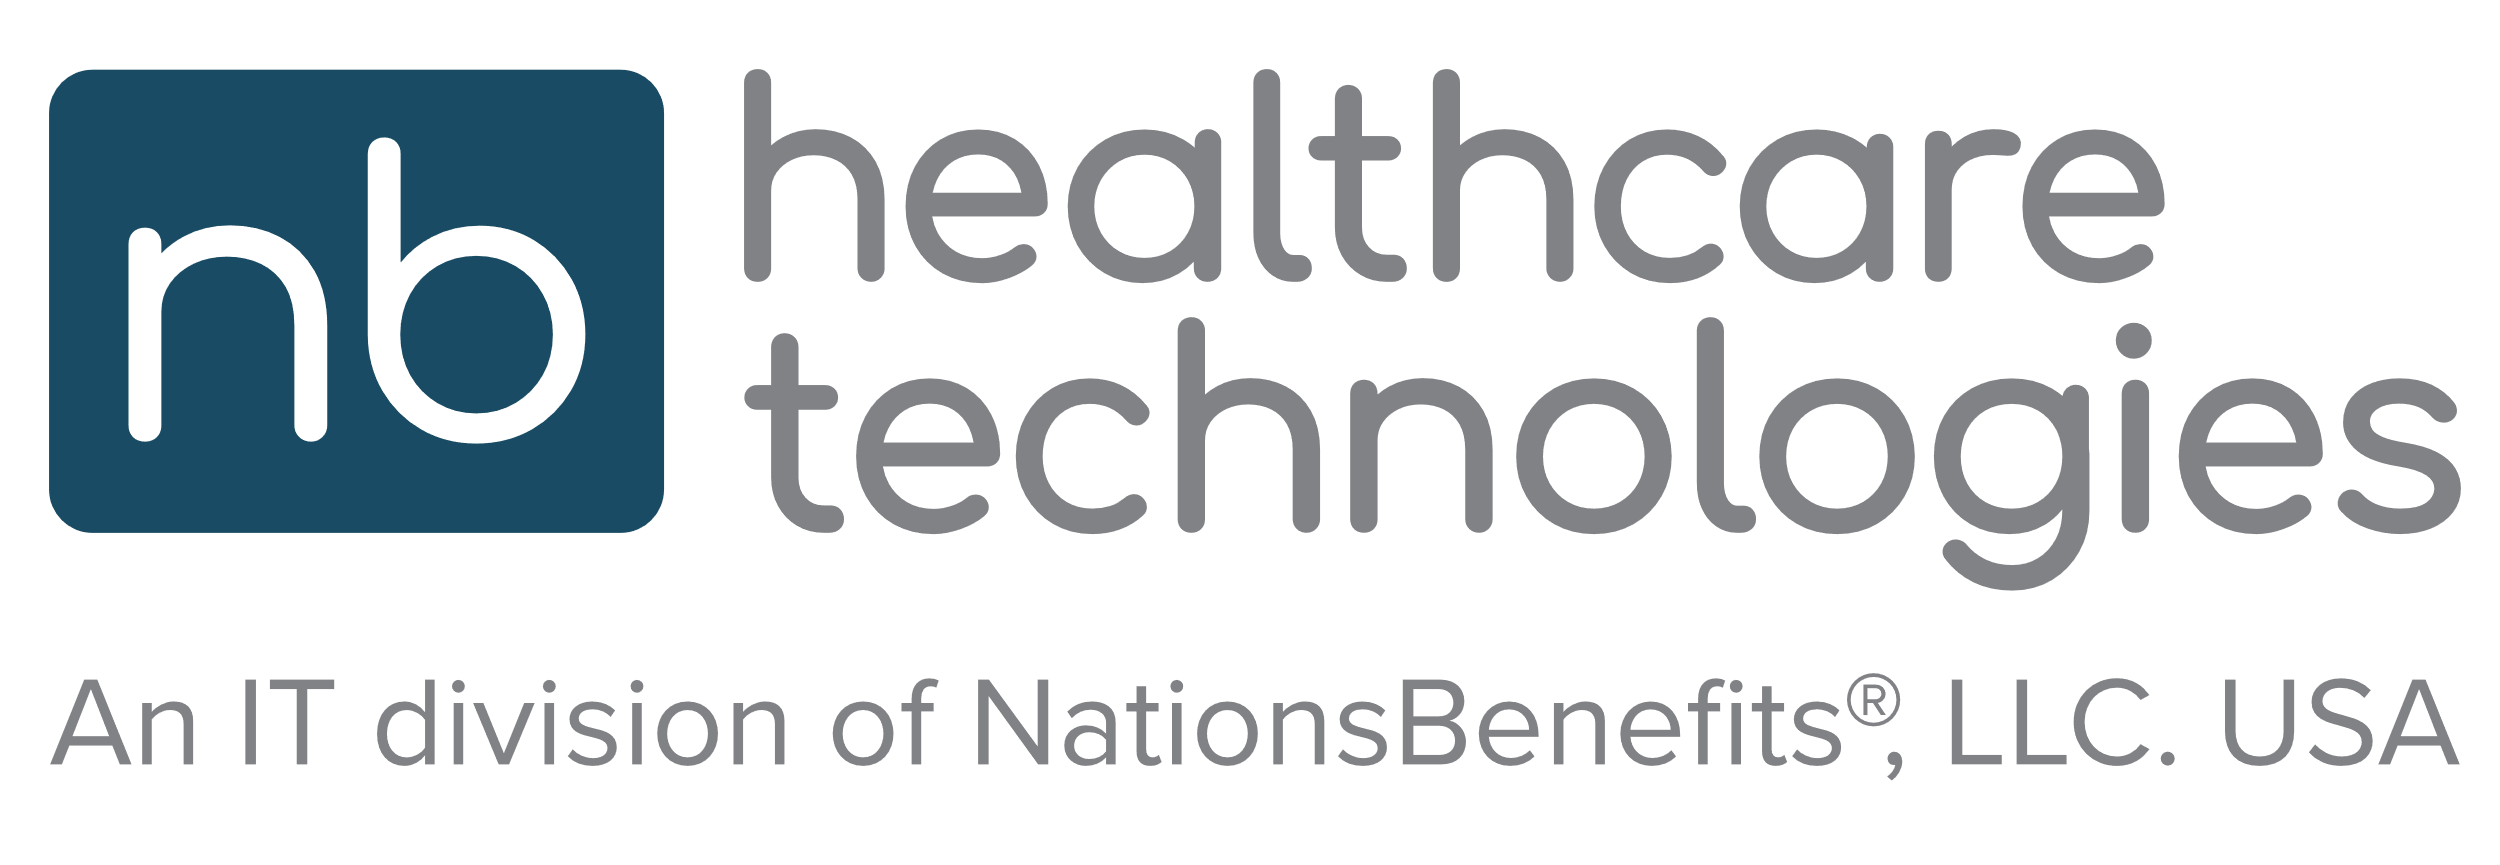 nb
healthcare
technologies
An IT division of NationsBenefits®, LLC. USA